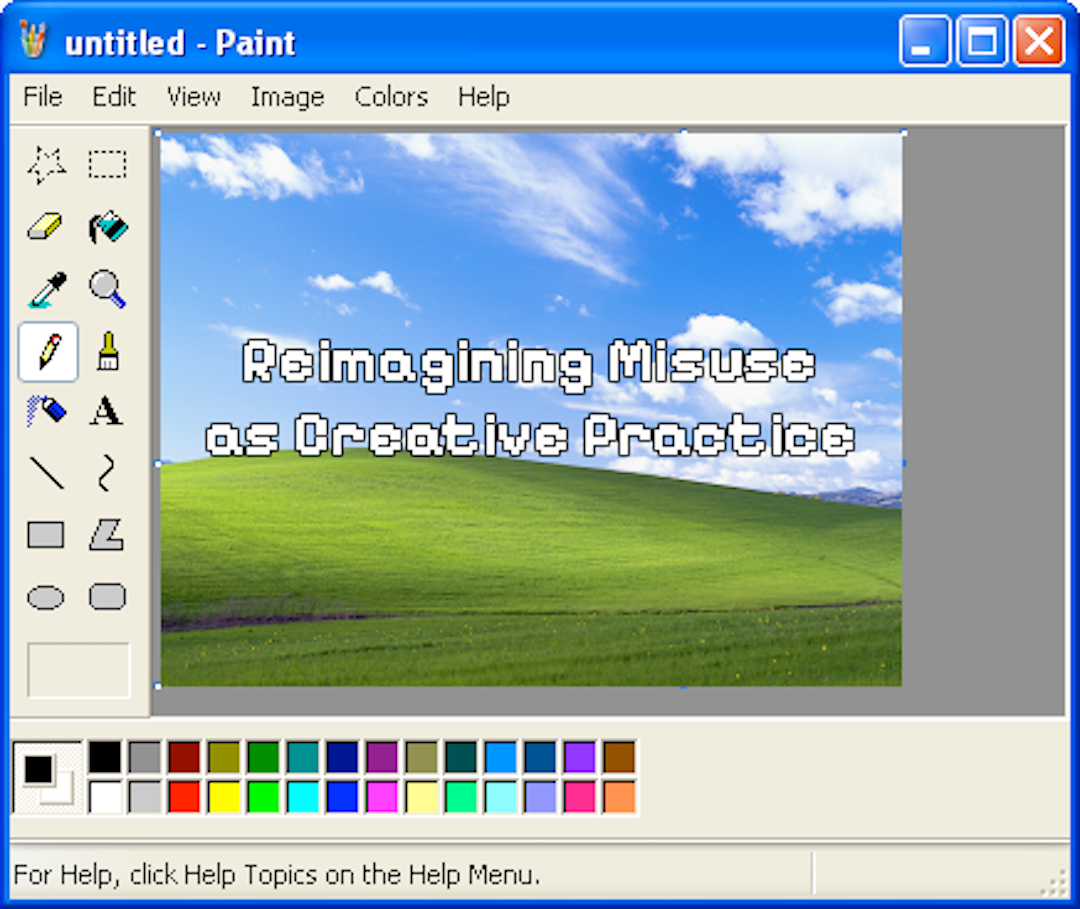 untitled - Paint
File Edit View Image Colors Help
A
Reimagining Misuse
as Creative Practice
For Help, click Help Topics on the Help Menu.